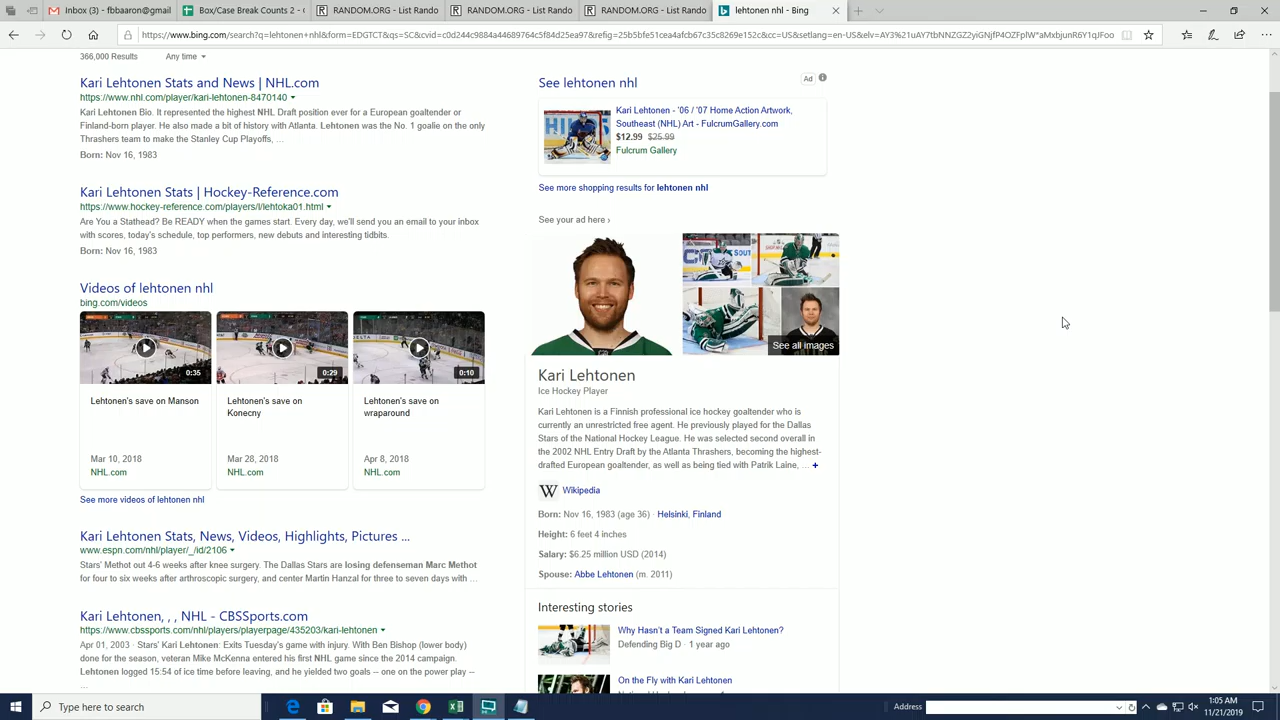 Inbox (3) - fbbaaron@gmail
Box/Case Break Counts 2 -
RANDOM.ORG - List Rando
RANDOM.ORG - List Rando
RANDOM.ORG - List Rando
lehtonen nhl - Bing
366,000 Results
Any time
Kari Lehtonen Stats and News | NHL.com
https://www.nhl.com/player/kari-lehtonen-8470140
Kari Lehtonen Bio. It represented the highest NHL Draft position ever for a European goaltender or
Finland-born player. He also made a bit of history with Atlanta. Lehtonen was the No. 1 goalie on the only
Thrashers team to make the Stanley Cup Playoffs, ...
Born: Nov 16, 1983
Kari Lehtonen Stats | Hockey-Reference.com
https://www.hockey-reference.com/players/l/lehtoka01.html
Are You a Stathead? Be READY when the games start. Every day, we'll send you an email to your inbox
with scores, today's schedule, top performers, new debuts and interesting tidbits.
Born: Nov 16, 1983
Videos of lehtonen nhl
bing.com/videos
0:35
0:29
0:10
Lehtonen's save on Manson
Lehtonen's save on
Konecny
Lehtonen's save on
wraparound
Mar 10, 2018
NHL.com
Mar 28, 2018
NHL.com
Apr 8, 2018
NHL.com
See more videos of lehtonen nhl
Kari Lehtonen Stats, News, Videos, Highlights, Pictures ...
www.espn.com/nhl/player/_/id/2106
Stars' Methot out 4-6 weeks after knee surgery. The Dallas Stars are losing defenseman Marc Methot
for four to six weeks after arthroscopic surgery, and center Martin Hanzal for three to seven days with ...
Kari Lehtonen, , , NHL - CBSSports.com
https://www.cbssports.com/nhl/players/playerpage/435203/kari-lehtonen
Apr 01, 2003 · Stars' Kari Lehtonen: Exits Tuesday's game with injury. With Ben Bishop (lower body)
done for the season, veteran Mike McKenna entered his first NHL game since the 2014 campaign.
Lehtonen logged 15:54 of ice time before leaving, and he yielded two goals -- one on the power play --
...
See lehtonen nhl
Ad
Kari Lehtonen - '06 / '07 Home Action Artwork,
Southeast (NHL) Art - FulcrumGallery.com
$12.99 $25.99
Fulcrum Gallery
See more shopping results for lehtonen nhl
See your ad here ›
See all images
Kari Lehtonen
Ice Hockey Player
Kari Lehtonen is a Finnish professional ice hockey goaltender who is
currently an unrestricted free agent. He previously played for the Dallas
Stars of the National Hockey League. He was selected second overall in
the 2002 NHL Entry Draft by the Atlanta Thrashers, becoming the highest-
drafted European goaltender, as well as being tied with Patrik Laine, ... +
W Wikipedia
Born: Nov 16, 1983 (age 36) · Helsinki, Finland
Height: 6 feet 4 inches
Salary: $6.25 million USD (2014)
Spouse: Abbe Lehtonen (m. 2011)
Interesting stories
Why Hasn't a Team Signed Kari Lehtonen?
Defending Big D · 1 year ago
On the Fly with Kari Lehtonen
Type here to search
Address
1:05 AM
11/21/2019